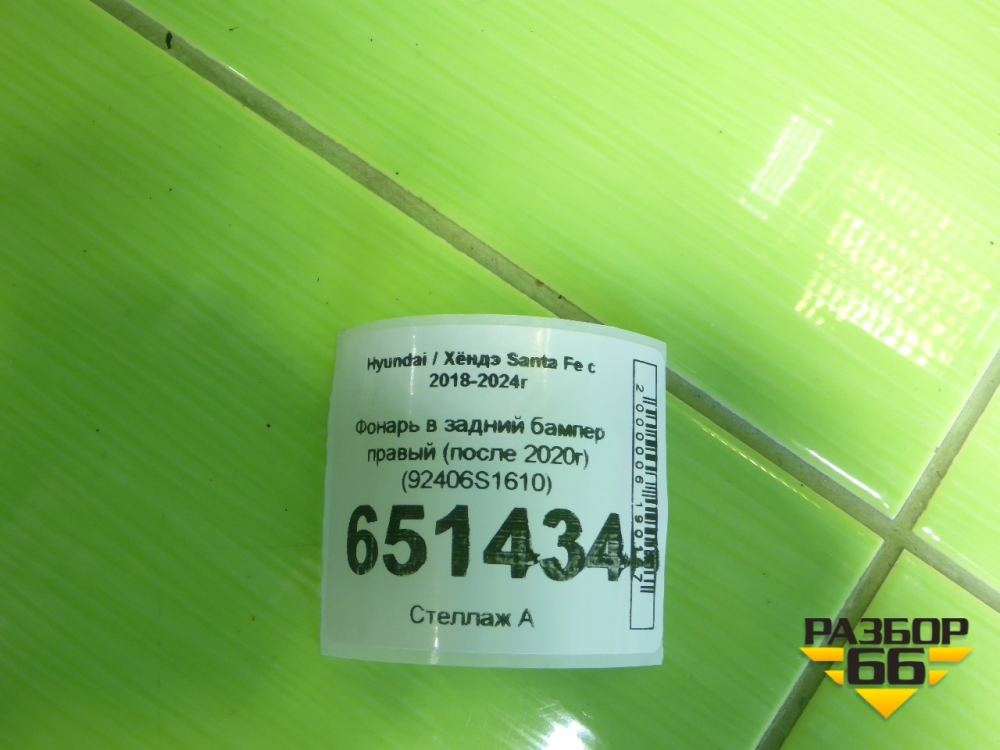 Hyundai / Хёндэ Santa Fe с
2018-2024г
Фонарь в задний бампер
правый (после 2020г)
(92406S1610)
651434
Стеллаж А
РАЗБОР
66